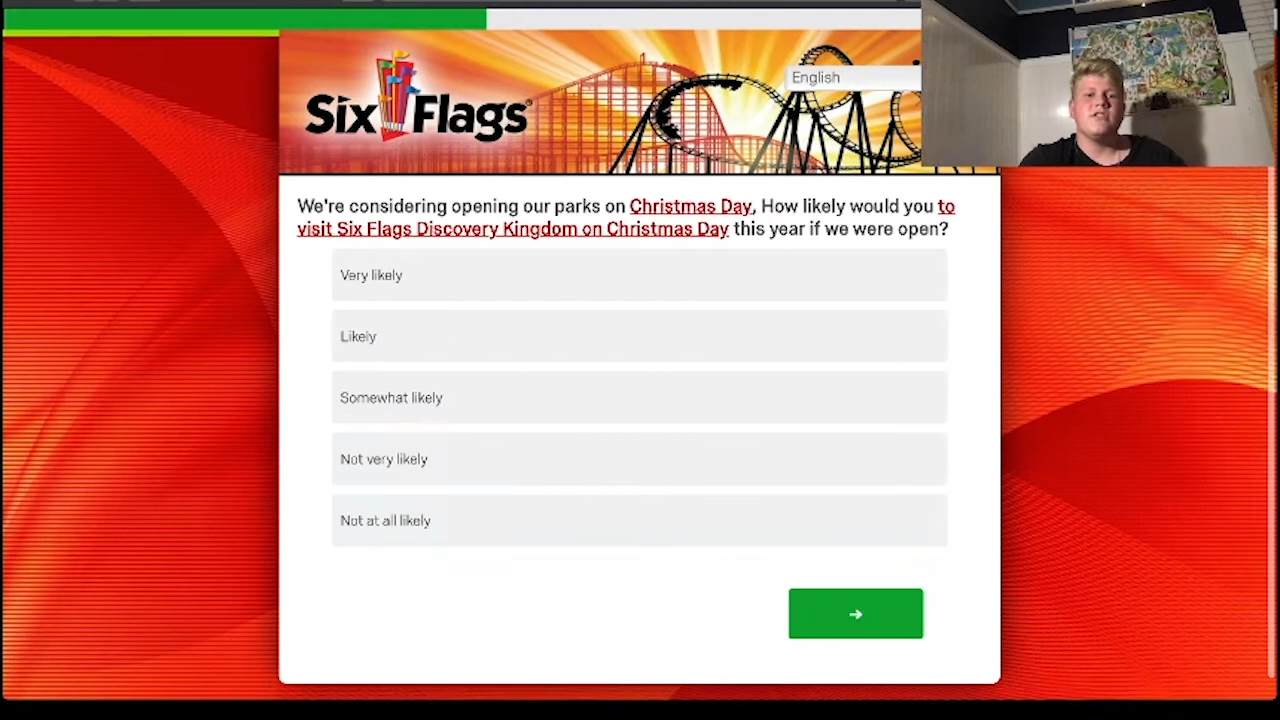 Six Flags
English
We're considering opening our parks on Christmas Day, How likely would you to
visit Six Flags Discovery Kingdom on Christmas Day this year if we were open?
Very likely
Likely
Somewhat likely
Not very likely
Not at all likely